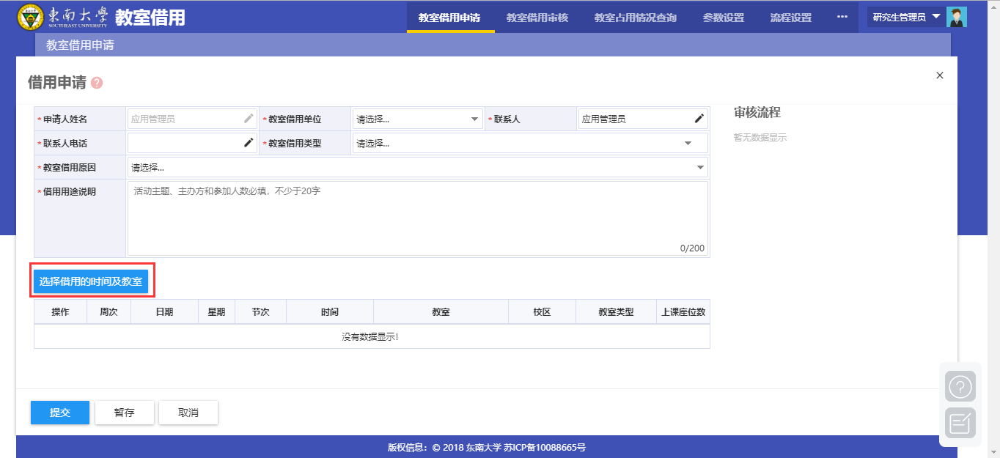 東南大學
SOUTHEAST UNIVERSITY
教室借用
教室借用申请 教室借用审核 教室占用情况查询 参数设置 流程设置 ··· 研究生管理员
教室借用申请
借用申请 ?
×
*申请人姓名 应用管理员 *教室借用单位 请选择... *联系人 应用管理员
*联系人电话 *教室借用类型 请选择...
*教室借用原因 请选择...
*借用用途说明 活动主题、主办方和参加人数必填，不少于20字
0/200
审核流程
暂无数据显示
选择借用的时间及教室
操作 周次 日期 星期 节次 时间 教室 校区 教室类型 上课座位数
没有数据显示!
提交 暂存 取消
?
版权信息：© 2018 东南大学 苏ICP备10088665号